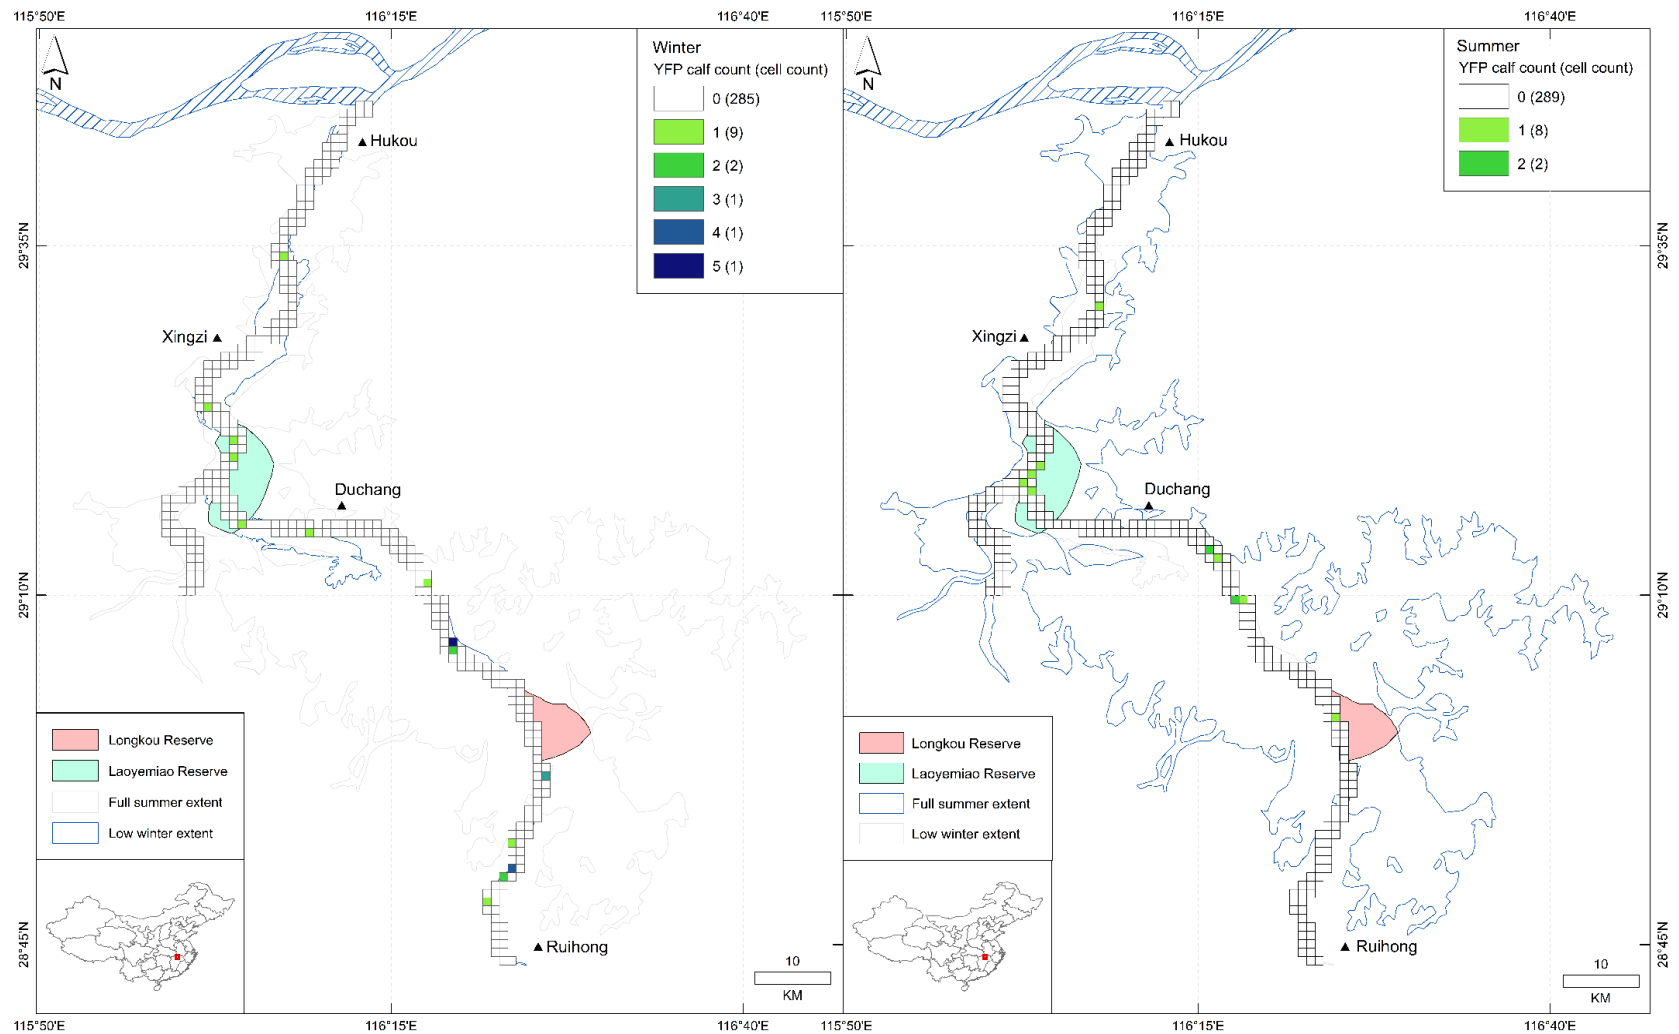 115°50'E 116°15'E 116°40'E 115°50'E 116°15'E 116°40'E
N
Winter
YFP calf count (cell count)
0 (285)
1 (9)
2 (2)
3 (1)
4 (1)
5 (1)
Hukou
Xingzi
Duchang
Ruihong
29°35'N
29°10'N
28°45'N
Longkou Reserve
Laoyemiao Reserve
Full summer extent
Low winter extent
10
KM
N
Summer
YFP calf count (cell count)
0 (289)
1 (8)
2 (2)
Hukou
Xingzi
Duchang
Ruihong
29°35'N
29°10'N
28°45'N
Longkou Reserve
Laoyemiao Reserve
Full summer extent
Low winter extent
10
KM
115°50'E 116°15'E 116°40'E 115°50'E 116°15'E 116°40'E